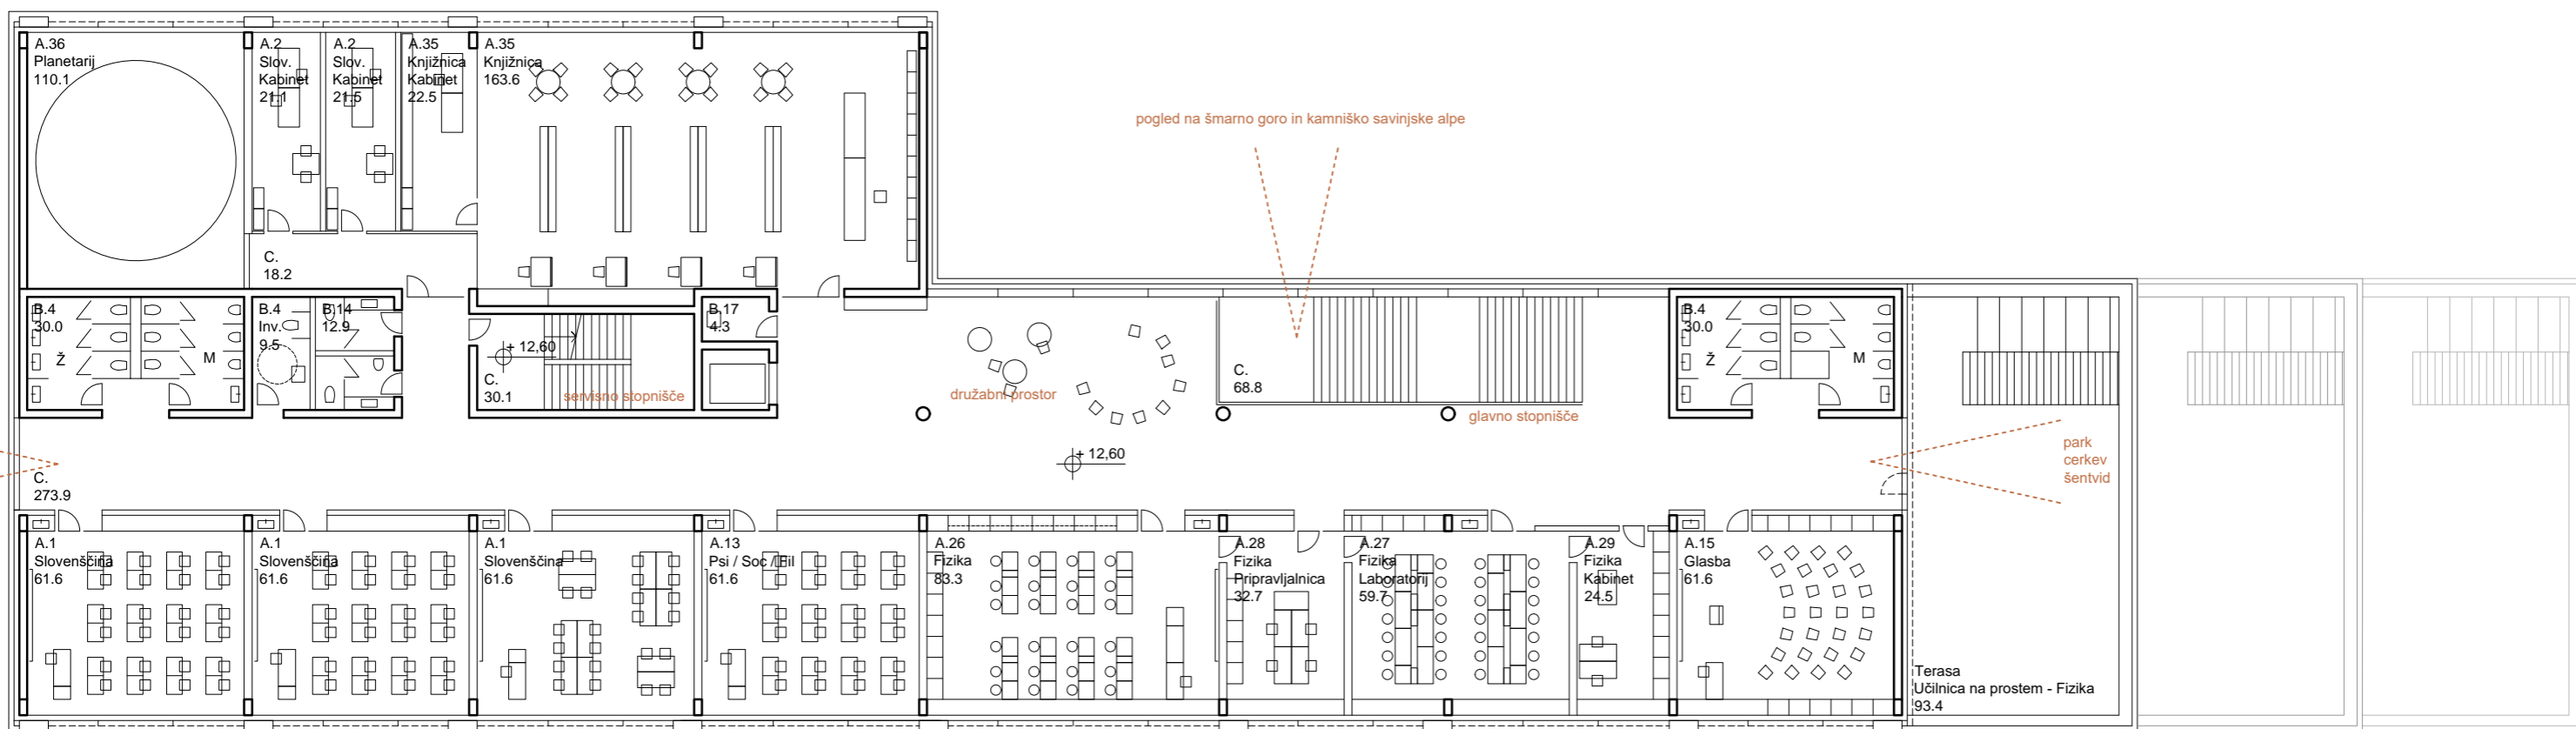 A.36
Planetarij
110.1
A.2
Slov.
Kabinet
21.1
A.2
Slov.
Kabinet
21.5
A.35
Knjižnica
Kabinet
22.5
A.35
Knjižnica
163.6
pogled na šmarno goro in kamniško savinjske alpe
C.
18.2
B.4
30.0
Ž
M
B.4
Inv.
9.5
B.14
12.9
+ 12,60
C.
30.1
servisno stopnišče
B.17
4.3
družabni prostor
C.
68.8
glavno stopnišče
B.4
30.0
Ž
M
+ 12,60
park
cerkev
šentvid
C.
273.9
A.1
Slovenščina
61.6
A.1
Slovenščina
61.6
A.1
Slovenščina
61.6
A.13
Psi / Soc / Fil
61.6
A.26
Fizika
83.3
A.28
Fizika
Pripravljalnica
32.7
A.27
Fizika
Laboratorij
59.7
A.29
Fizika
Kabinet
24.5
A.15
Glasba
61.6
Terasa
Učilnica na prostem - Fizika
93.4